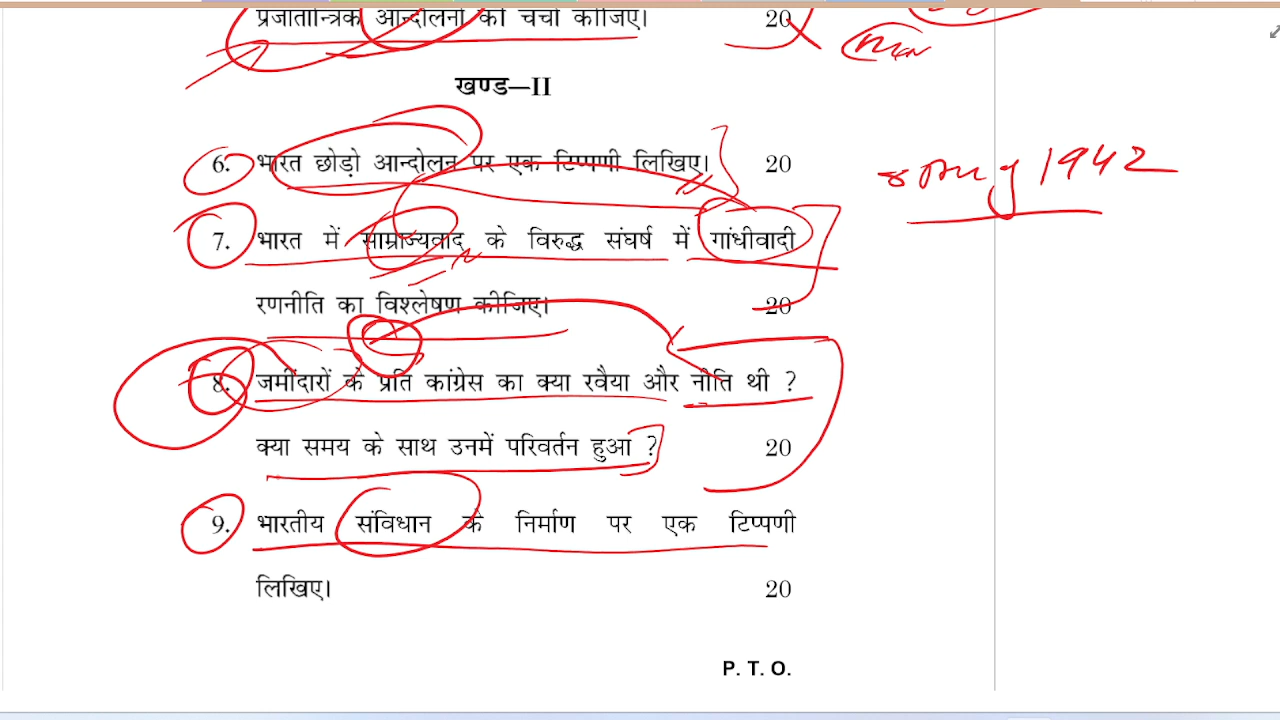 प्रजातान्त्रिक आन्दोलनों की चर्चा कीजिए। 20
खण्ड—II
6. भारत छोड़ो आन्दोलन पर एक टिप्पणी लिखिए। 20
8 Aug 1942
7. भारत में साम्राज्यवाद के विरुद्ध संघर्ष में गांधीवादी
रणनीति का विश्लेषण कीजिए। 20
8. जमींदारों के प्रति कांग्रेस का क्या रवैया और नीति थी ?
क्या समय के साथ उनमें परिवर्तन हुआ ? 20
9. भारतीय संविधान के निर्माण पर एक टिप्पणी
लिखिए। 20
P. T. O.